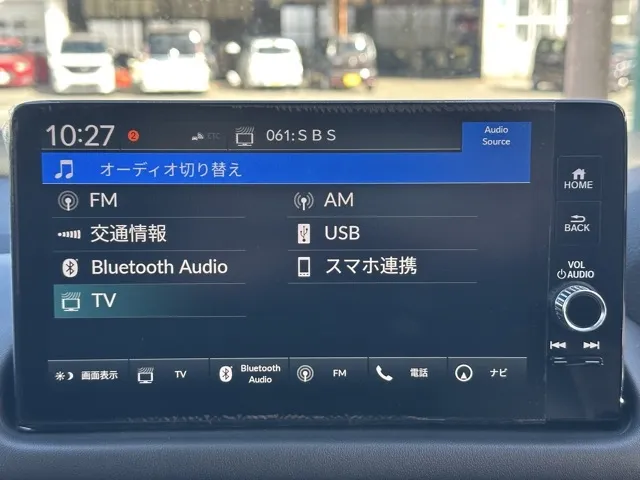 10:27 2 ETC 061:SBS Audio
Source
オーディオ切り替え
FM AM
交通情報 USB
Bluetooth Audio スマホ連携
TV
画面表示 TV Bluetooth
Audio FM 電話 ナビ
HOME
BACK
VOL
AUDIO